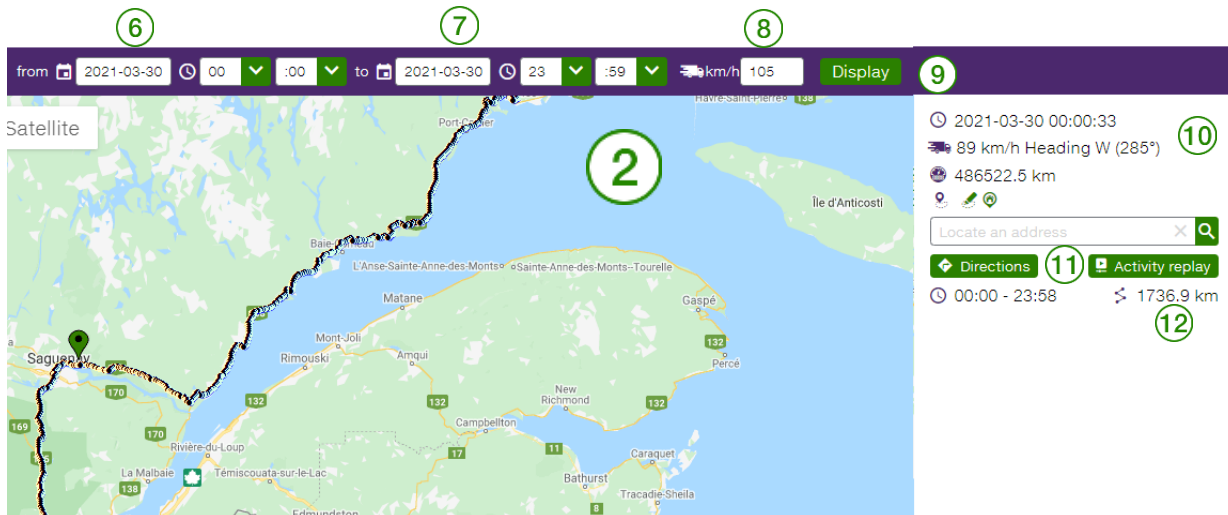 6 7 8
from 2021-03-30 00 :00 to 2021-03-30 23 :59 km/h 105 Display 9
Satellite
2
Havre-Saint-Pierre 138
Port-Cartier
2021-03-30 00:00:33
89 km/h Heading W (285°) 10
486522.5 km
Locate an address
Directions 11 Activity replay
00:00 - 23:58 1736.9 km
12
Île d'Anticosti
Baie-Comeau
L'Anse-Sainte-Anne-des-Monts Sainte-Anne-des-Monts-Tourelle
Matane
Gaspé
Mont-Joli
132
Saguenay
Rimouski
Amqui
Percé
170
New
Richmond
132
132
132
169
170
Campbellton
Rivière-du-Loup
17
11
Caraquet
La Malbaie
Témiscouata-sur-le-Lac
Bathurst
138
Tracadie-Sheila
8
Edmundston